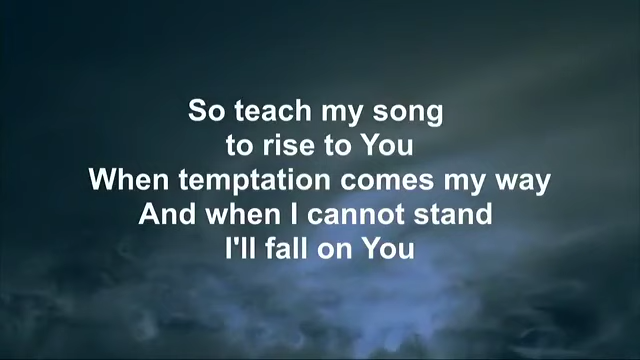 So teach my song
to rise to You
When temptation comes my way
And when I cannot stand
I'll fall on You